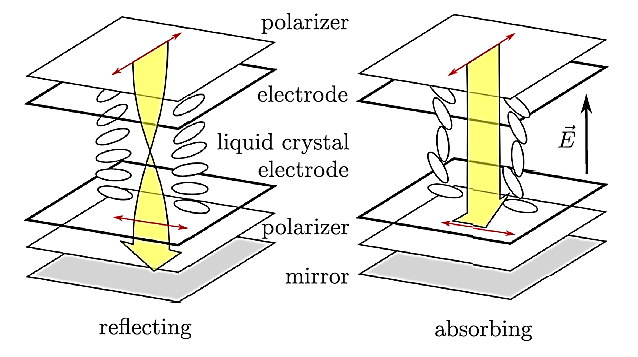 polarizer
electrode
liquid crystal
electrode
polarizer
mirror
E⃗
reflecting
absorbing